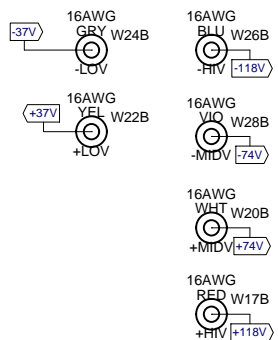 16AWG
GRY
-37V
W24B
-LOV
16AWG
YEL
+37V
W22B
+LOV
16AWG
BLU
W26B
-HIV
-118V
16AWG
VIO
W28B
-MIDV
-74V
16AWG
WHT
W20B
+MIDV
+74V
16AWG
RED
W17B
+HIV
+118V